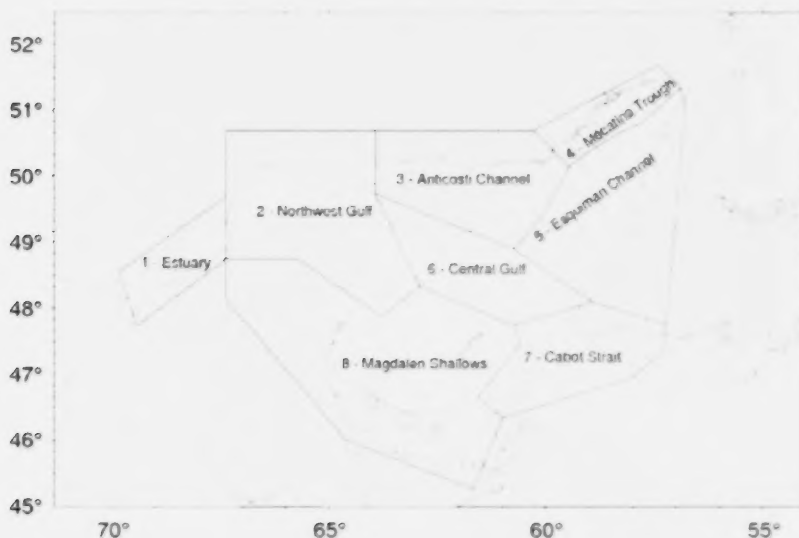 52°
51°
50°
49°
48°
47°
46°
45°
70°
65°
60°
55°
1 - Estuary
2 - Northwest Gulf
3 - Anticosti Channel
4 - Mecatina Trough
5 - Esquiman Channel
6 - Central Gulf
7 - Cabot Strait
8 - Magdalen Shallows